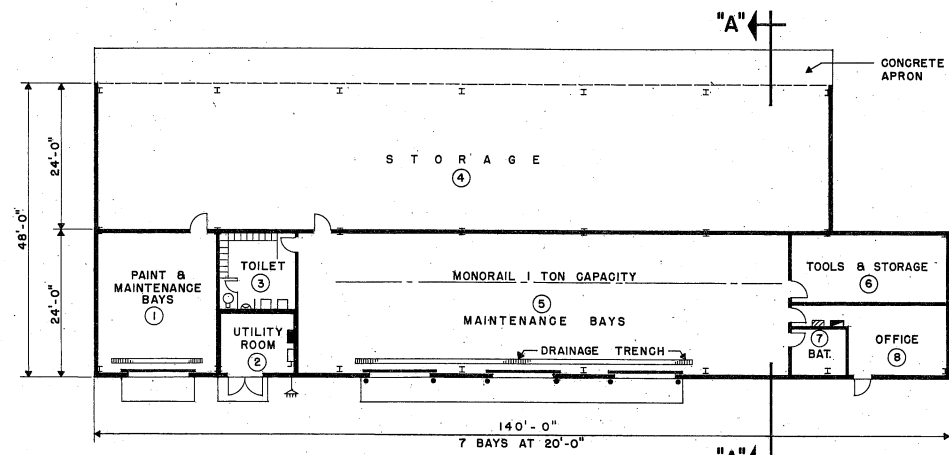 "A"
CONCRETE
APRON
24'-0"
48'-0"
24'-0"
S T O R A G E
4
PAINT &
MAINTENANCE
BAYS
1
TOILET
3
UTILITY
ROOM
2
MONORAIL 1 TON CAPACITY
5
MAINTENANCE BAYS
DRAINAGE TRENCH
TOOLS & STORAGE
6
7
BAT.
OFFICE
8
140'-0"
7 BAYS AT 20'-0"
"A"